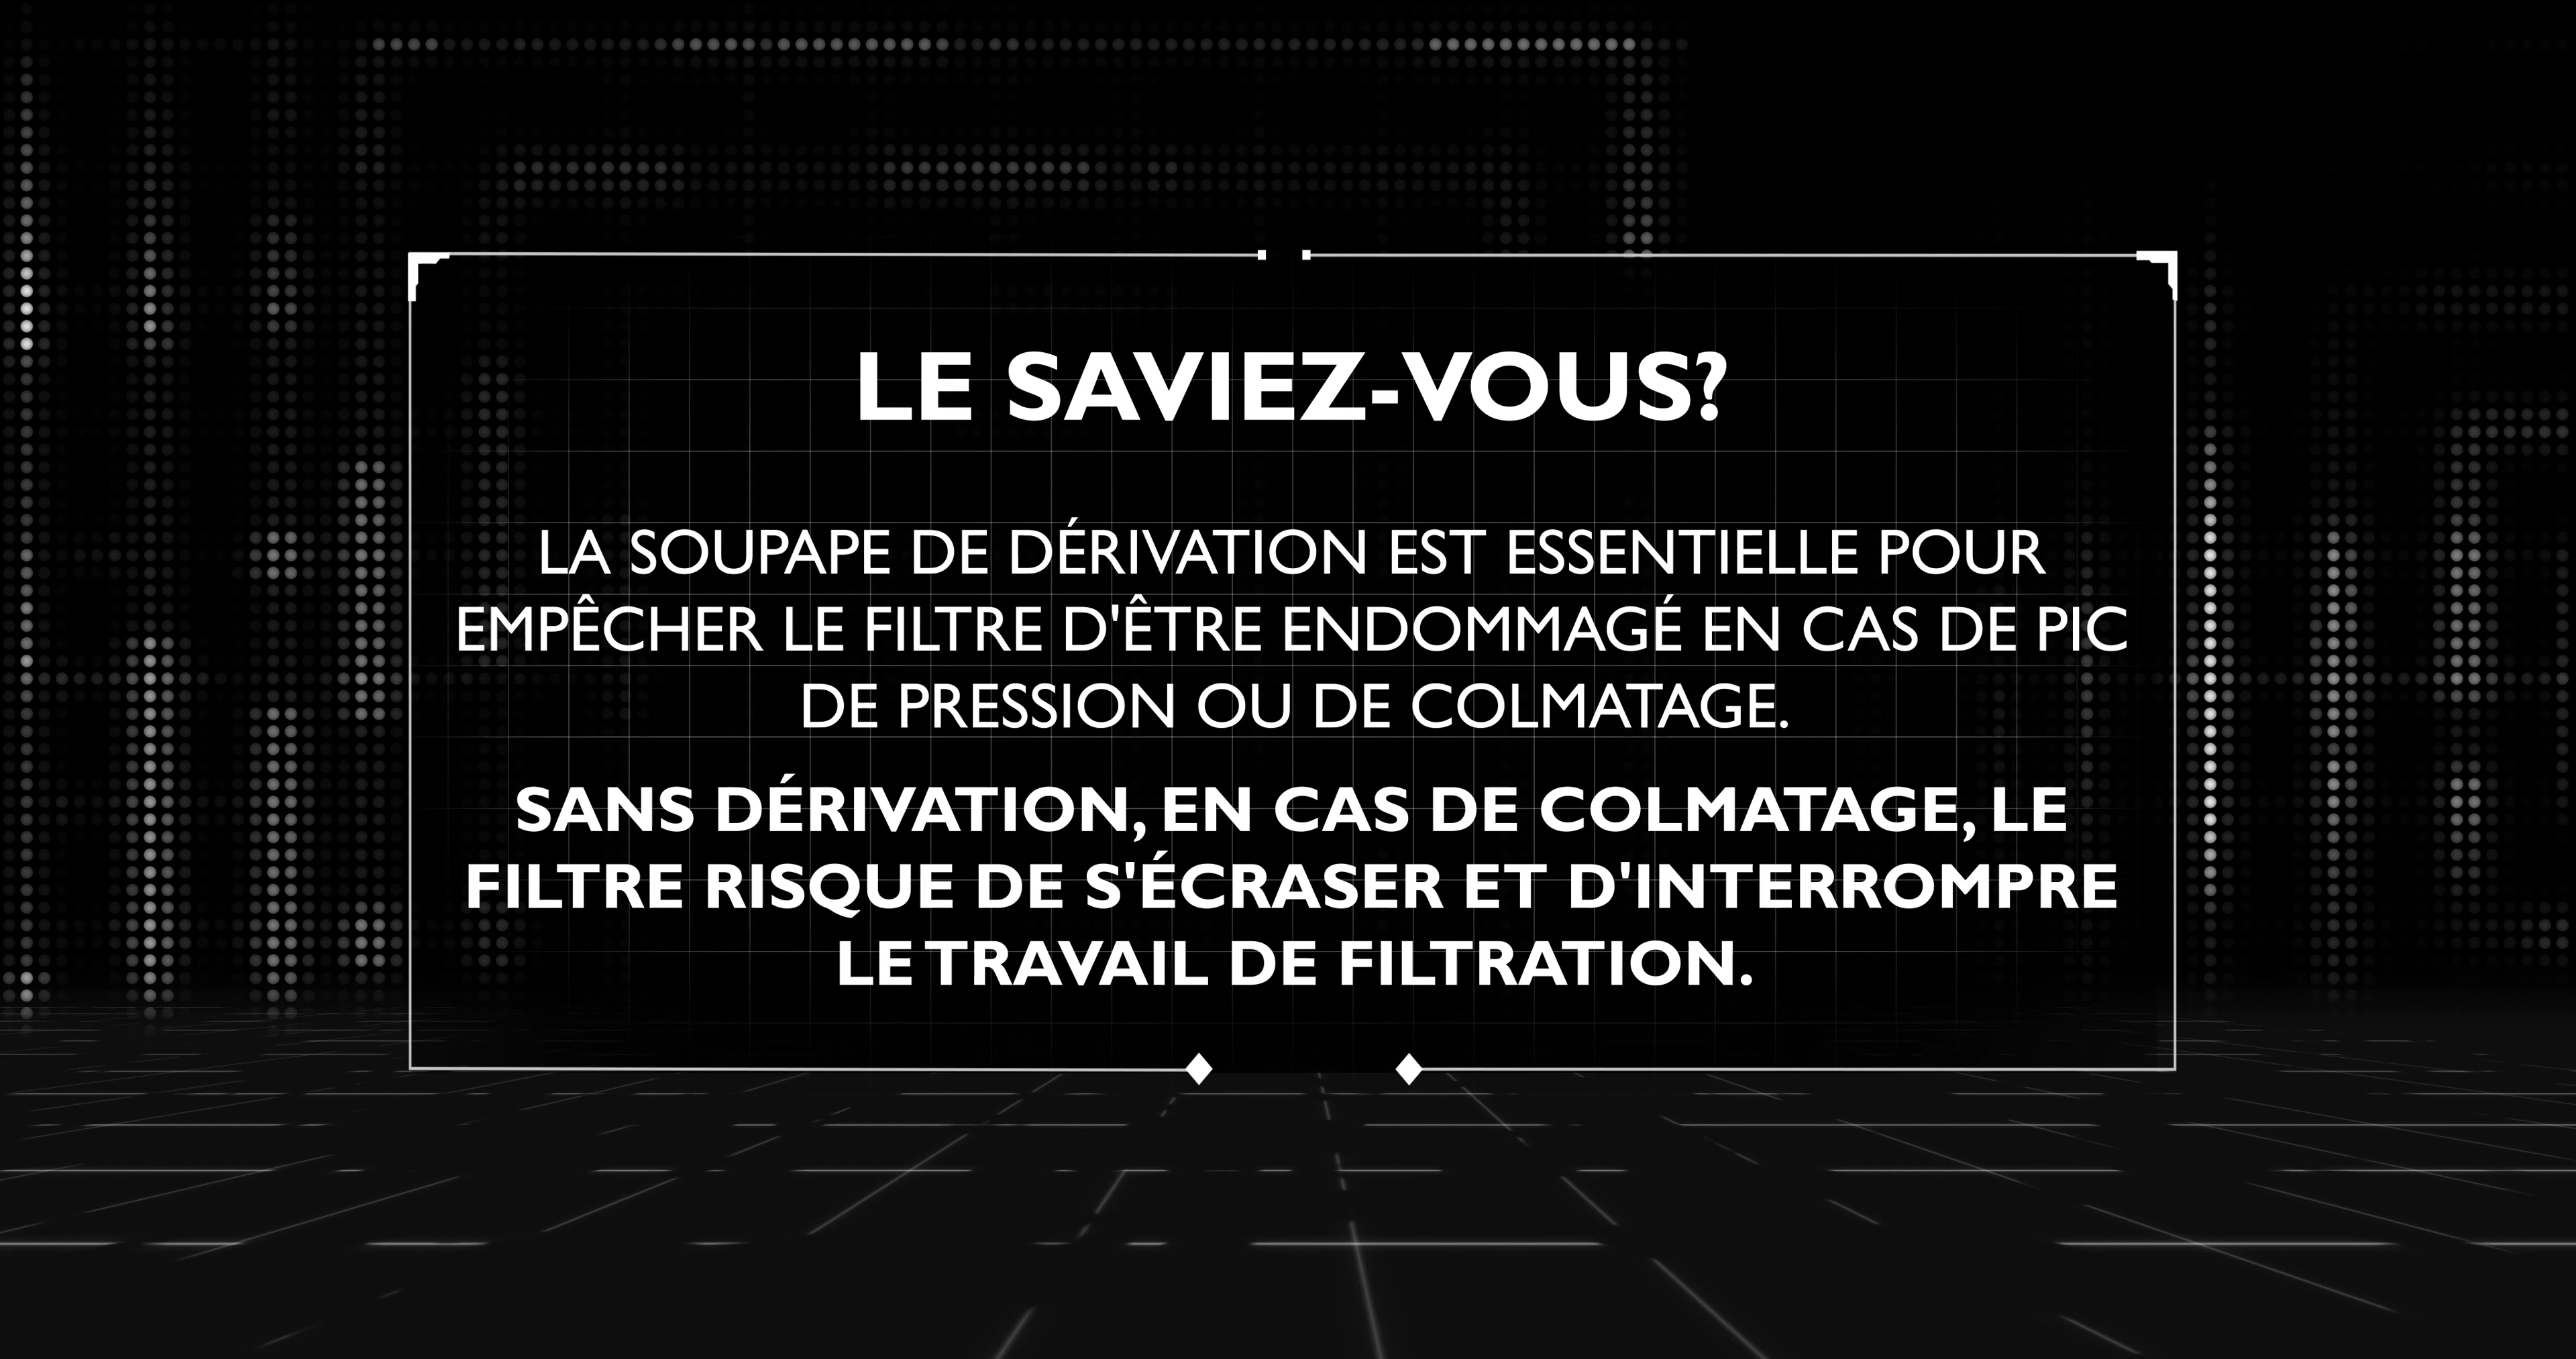 LE SAVIEZ-VOUS?
LA SOUPAPE DE DÉRIVATION EST ESSENTIELLE POUR
EMPÊCHER LE FILTRE D'ÊTRE ENDOMMAGÉ EN CAS DE PIC
DE PRESSION OU DE COLMATAGE.
SANS DÉRIVATION, EN CAS DE COLMATAGE, LE
FILTRE RISQUE DE S'ÉCRASER ET D'INTERROMPRE
LE TRAVAIL DE FILTRATION.